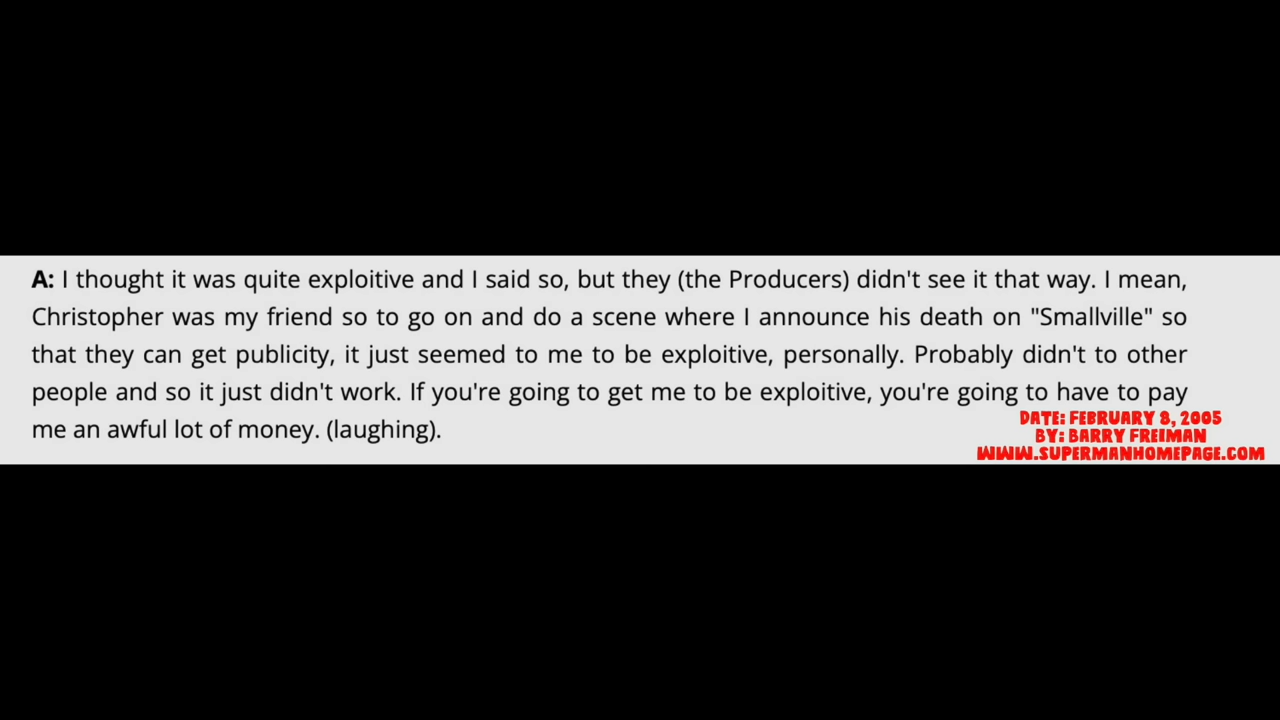 A: I thought it was quite exploitive and I said so, but they (the Producers) didn't see it that way. I mean,
Christopher was my friend so to go on and do a scene where I announce his death on "Smallville" so
that they can get publicity, it just seemed to me to be exploitive, personally. Probably didn't to other
people and so it just didn't work. If you're going to get me to be exploitive, you're going to have to pay
me an awful lot of money. (laughing).
DATE: FEBRUARY 8, 2005
BY: BARRY FREIMAN
WWW.SUPERMANHOMEPAGE.COM